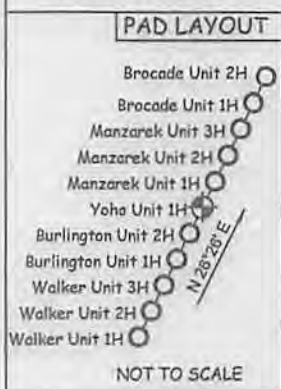 PAD LAYOUT
Brocade Unit 2H
Brocade Unit 1H
Manzarek Unit 3H
Manzarek Unit 2H
Manzarek Unit 1H
Yoho Unit 1H
Burlington Unit 2H
Burlington Unit 1H
Walker Unit 3H
Walker Unit 2H
Walker Unit 1H
N 26°26' E
NOT TO SCALE